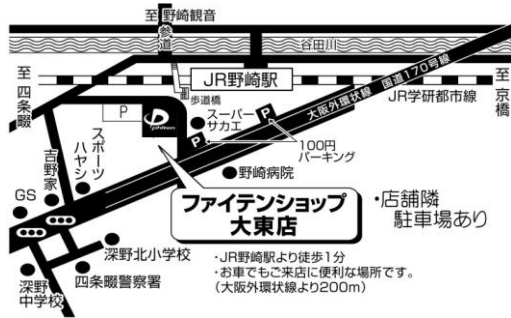 至野崎観音
参道
谷田川
JR野崎駅
国道170号線
大阪外環状線
至四条畷
至京橋
JR学研都市線
歩道橋
P
phiten
スーパー
サカエ
P
P
100円
パーキング
スポーツ
ハヤシ
吉野家
野崎病院
GS
ファイテンショップ
大東店
・店舗隣
駐車場あり
深野北小学校
四条畷警察署
深野
中学校
・JR野崎駅より徒歩1分
・お車でもご来店に便利な場所です。
（大阪外環状線より200m）